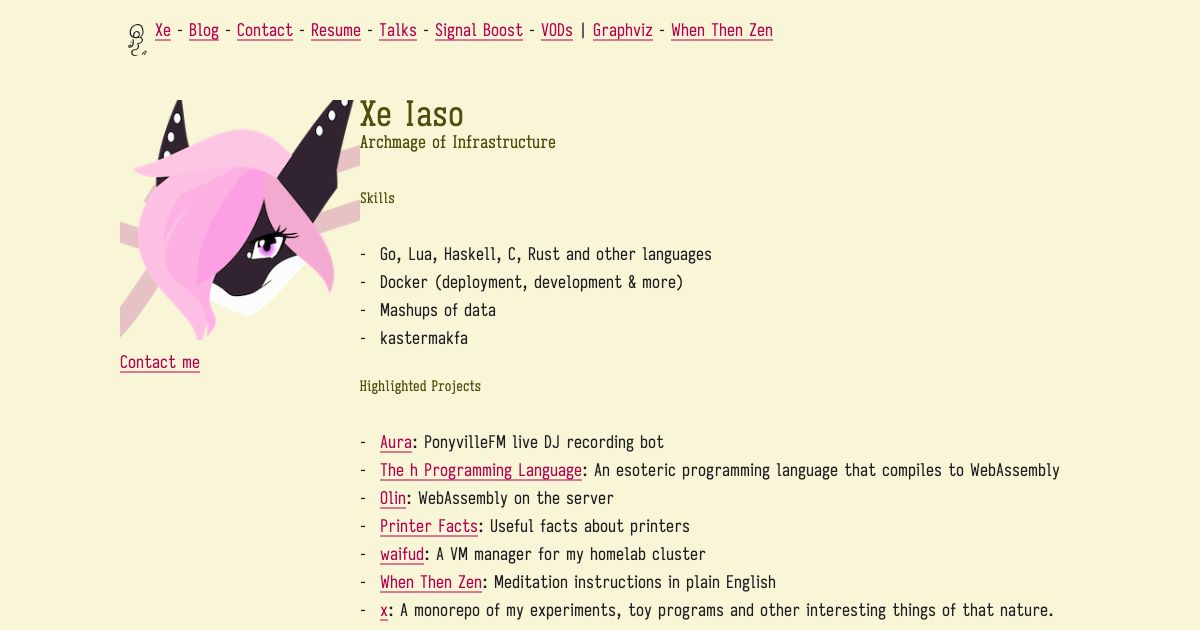 Xe - Blog - Contact - Resume - Talks - Signal Boost - VODs | Graphviz - When Then Zen
Xe Iaso
Archmage of Infrastructure
Skills
- Go, Lua, Haskell, C, Rust and other languages
- Docker (deployment, development & more)
- Mashups of data
- kastermakfa
Contact me
Highlighted Projects
- Aura: PonyvilleFM live DJ recording bot
- The h Programming Language: An esoteric programming language that compiles to WebAssembly
- Olin: WebAssembly on the server
- Printer Facts: Useful facts about printers
- waifud: A VM manager for my homelab cluster
- When Then Zen: Meditation instructions in plain English
- x: A monorepo of my experiments, toy programs and other interesting things of that nature.